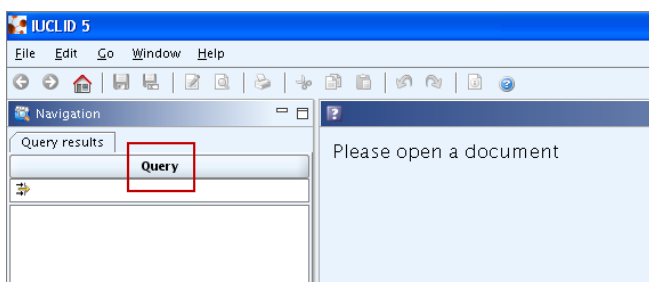 IUCLID 5
File Edit Go Window Help
Navigation
Query results
Query
Please open a document